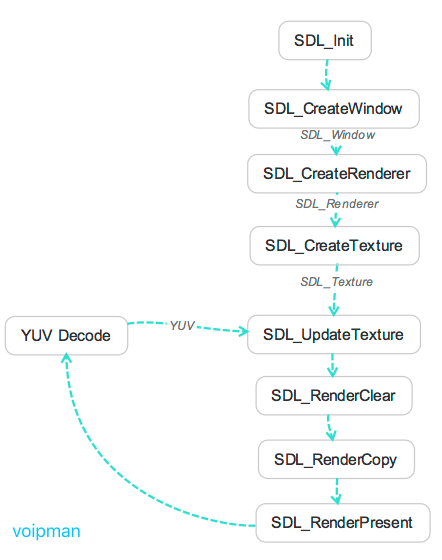 SDL_Init
SDL_CreateWindow
SDL_Window
SDL_CreateRenderer
SDL_Renderer
SDL_CreateTexture
SDL_Texture
YUV Decode
YUV
SDL_UpdateTexture
SDL_RenderClear
SDL_RenderCopy
SDL_RenderPresent
voipman